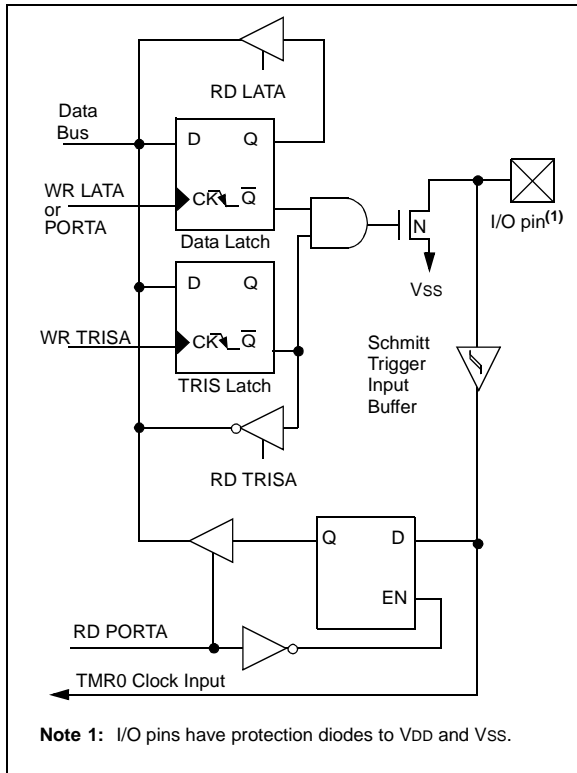 RD LATA
Data
Bus
D Q
WR LATA
or
PORTA
CK Q
Data Latch
N
I/O pin(1)
VSS
D Q
WR TRISA
CK Q
TRIS Latch
Schmitt
Trigger
Input
Buffer
RD TRISA
Q D
EN
RD PORTA
TMR0 Clock Input
Note 1: I/O pins have protection diodes to VDD and VSS.